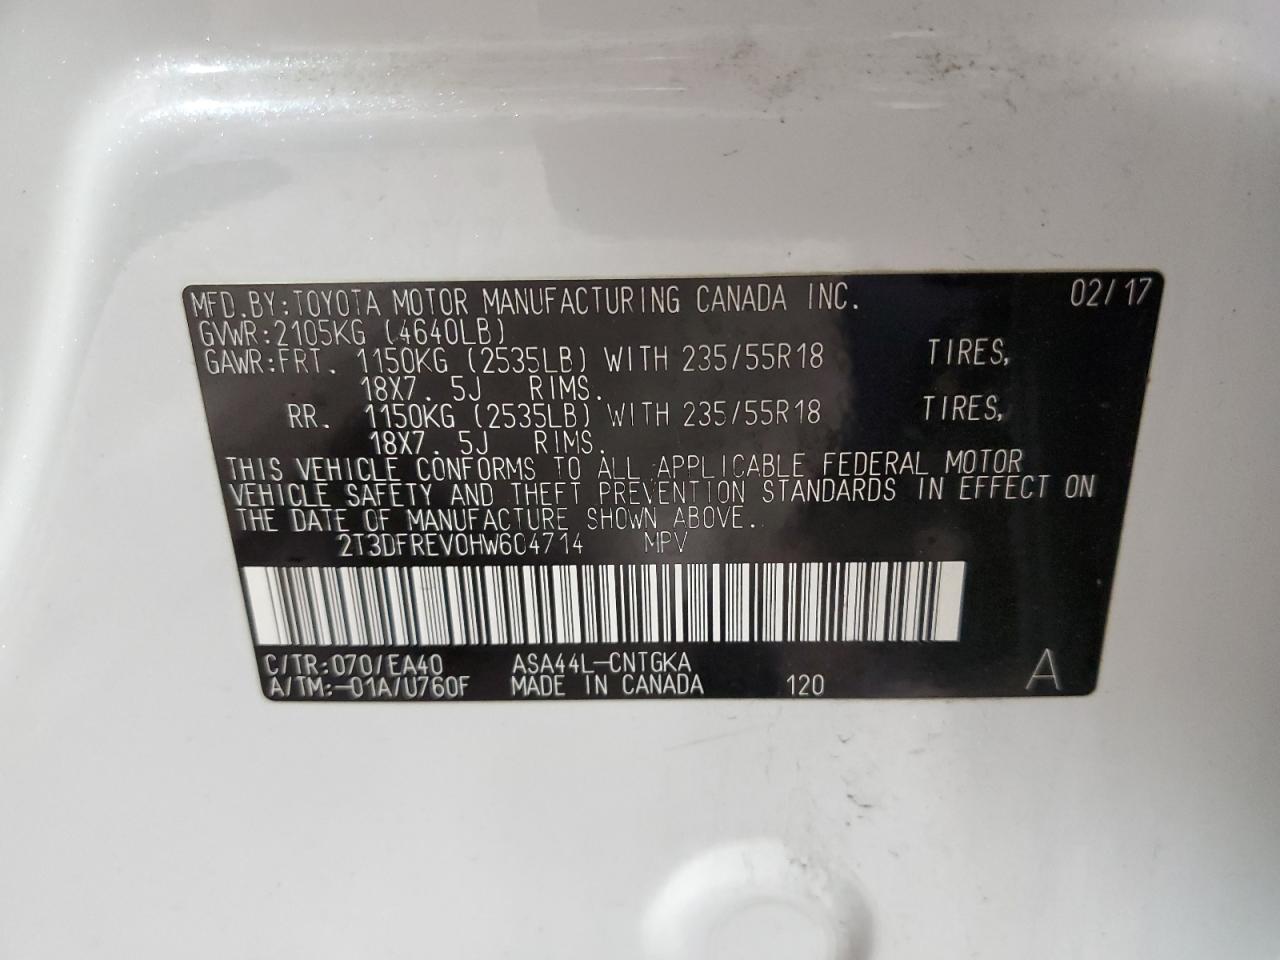 MFD.BY:TOYOTA MOTOR MANUFACTURING CANADA INC. 02/17
GVWR:2105KG (4640LB)
GAWR:FRT. 1150KG (2535LB) WITH 235/55R18 TIRES,
18X7.5J RIMS.
RR. 1150KG (2535LB) WITH 235/55R18 TIRES,
18X7.5J RIMS.
THIS VEHICLE CONFORMS TO ALL APPLICABLE FEDERAL MOTOR
VEHICLE SAFETY AND THEFT PREVENTION STANDARDS IN EFFECT ON
THE DATE OF MANUFACTURE SHOWN ABOVE.
2T3DFREV0HW604714 MPV
C/TR:070/EA40 ASA44L-CNTGKA
A/TM:-01A/U760F MADE IN CANADA 120 A